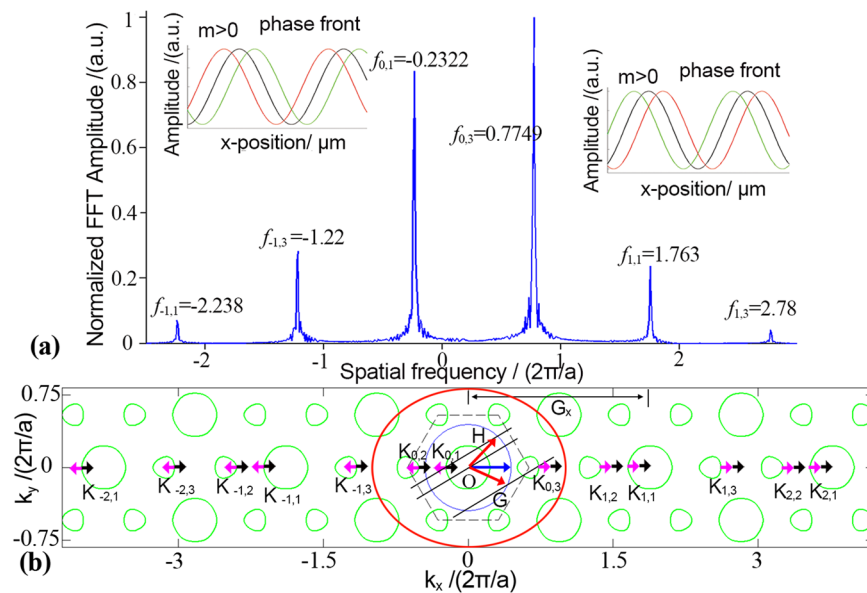 m>0 phase front
Amplitude /(a.u.)
x-position/ μm
m>0 phase front
Amplitude /(a.u.)
x-position/ μm
Normalized FFT Amplitude /(a.u.)
1
0.8
0.6
0.4
0.2
0
f0,1=-0.2322
f0,3=0.7749
f-1,3=-1.22
f1,1=1.763
f-1,1=-2.238
f1,3=2.78
-2 -1 0 1 2
(a)
Spatial frequency / (2π/a)
ky /(2π/a)
0.75
0
-0.75
Gx
H
K0,2 K0,1
O
G
K0,3
K-2,1 K-2,3 K-1,2 K-1,1 K-1,3
K1,2 K1,1 K1,3 K2,2 K2,1
-3 -1.5 0 1.5 3
(b)
kx /(2π/a)